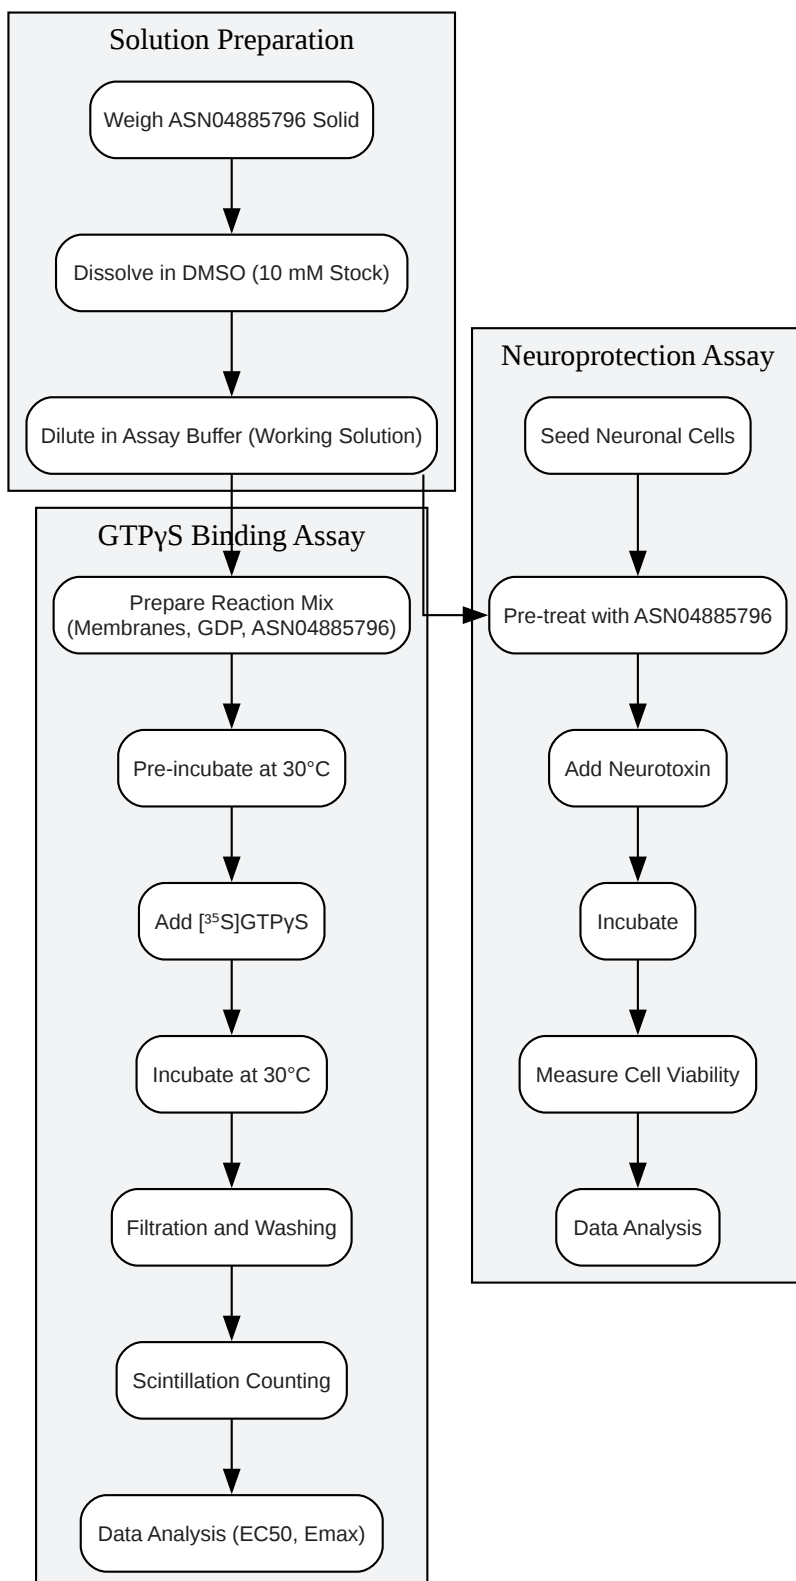 Solution Preparation
Weigh ASN04885796 Solid
Dissolve in DMSO (10 mM Stock)
Dilute in Assay Buffer (Working Solution)
GTPγS Binding Assay
Prepare Reaction Mix
(Membranes, GDP, ASN04885796)
Pre-incubate at 30°C
Add [³⁵S]GTPγS
Incubate at 30°C
Filtration and Washing
Scintillation Counting
Data Analysis (EC50, Emax)
Neuroprotection Assay
Seed Neuronal Cells
Pre-treat with ASN04885796
Add Neurotoxin
Incubate
Measure Cell Viability
Data Analysis